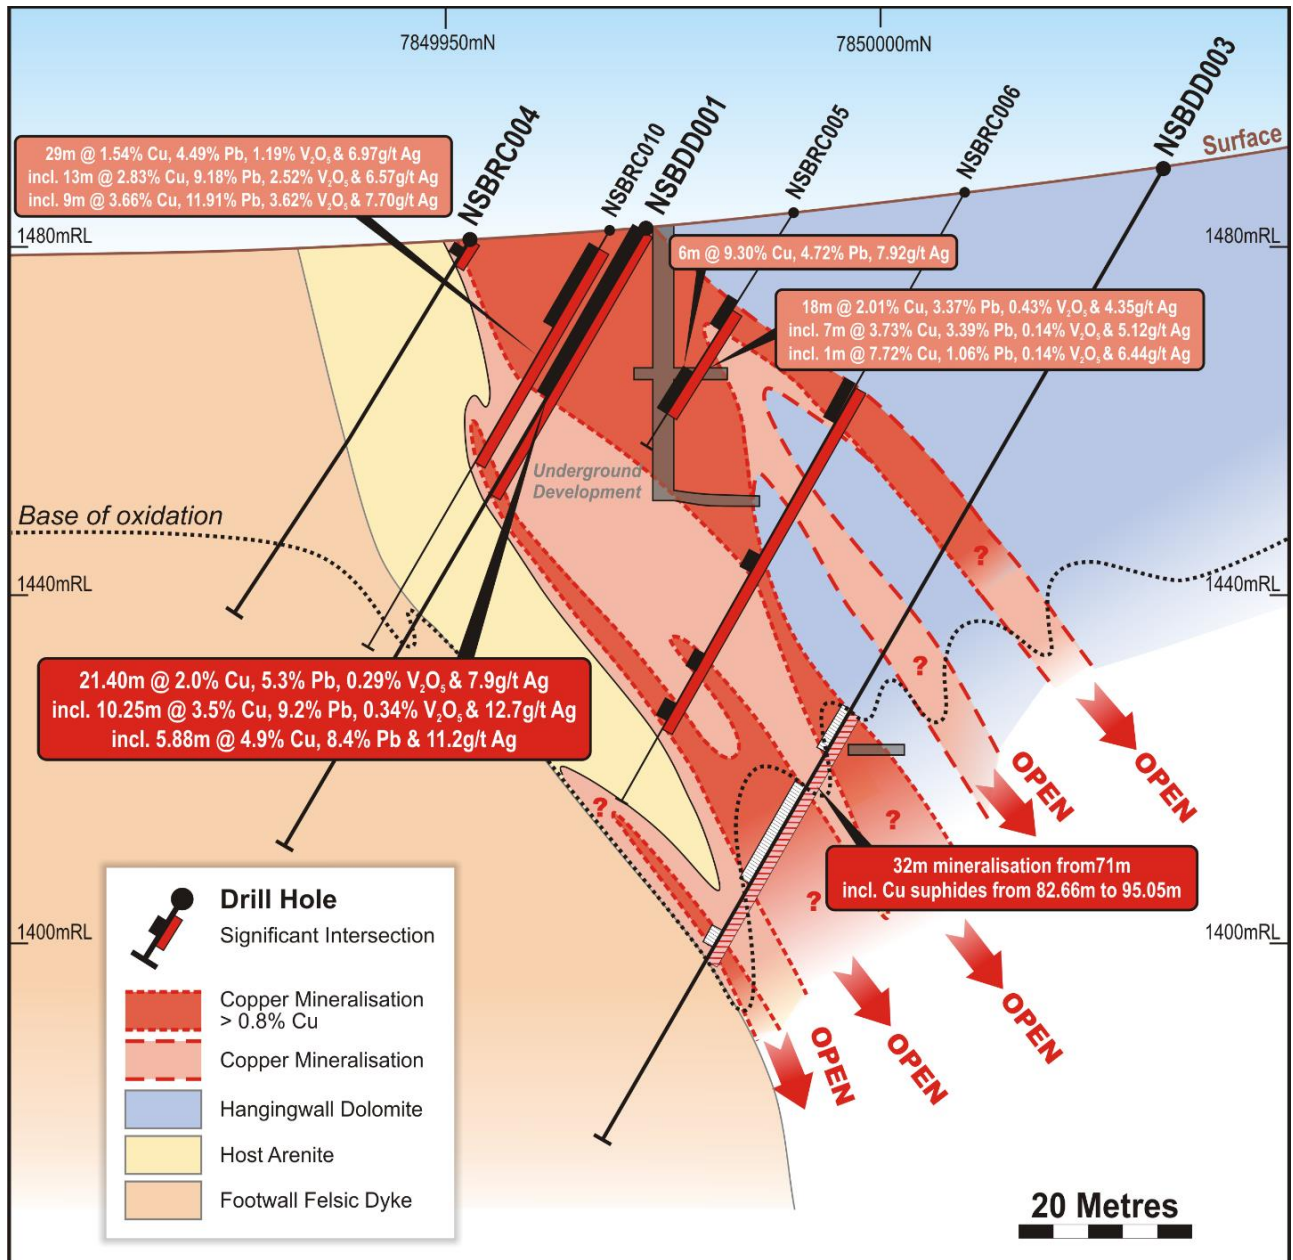 7849950mN
7850000mN
NSBRC004
NSBRC010
NSBDD001
NSBRC005
NSBRC006
NSBDD003
Surface
29m @ 1.54% Cu, 4.49% Pb, 1.19% V₂O₅ & 6.97g/t Ag
incl. 13m @ 2.83% Cu, 9.18% Pb, 2.52% V₂O₅ & 6.57g/t Ag
incl. 9m @ 3.66% Cu, 11.91% Pb, 3.62% V₂O₅ & 7.70g/t Ag
1480mRL
1480mRL
6m @ 9.30% Cu, 4.72% Pb, 7.92g/t Ag
18m @ 2.01% Cu, 3.37% Pb, 0.43% V₂O₅ & 4.35g/t Ag
incl. 7m @ 3.73% Cu, 3.39% Pb, 0.14% V₂O₅ & 5.12g/t Ag
incl. 1m @ 7.72% Cu, 1.06% Pb, 0.14% V₂O₅ & 6.44g/t Ag
Underground
Development
Base of oxidation
?
1440mRL
1440mRL
?
21.40m @ 2.0% Cu, 5.3% Pb, 0.29% V₂O₅ & 7.9g/t Ag
incl. 10.25m @ 3.5% Cu, 9.2% Pb, 0.34% V₂O₅ & 12.7g/t Ag
incl. 5.88m @ 4.9% Cu, 8.4% Pb & 11.2g/t Ag
OPEN
OPEN
?
?
32m mineralisation from71m
incl. Cu suphides from 82.66m to 95.05m
?
1400mRL
1400mRL
OPEN
OPEN
OPEN
Drill Hole
Significant Intersection
Copper Mineralisation
> 0.8% Cu
Copper Mineralisation
Hangingwall Dolomite
Host Arenite
Footwall Felsic Dyke
20 Metres